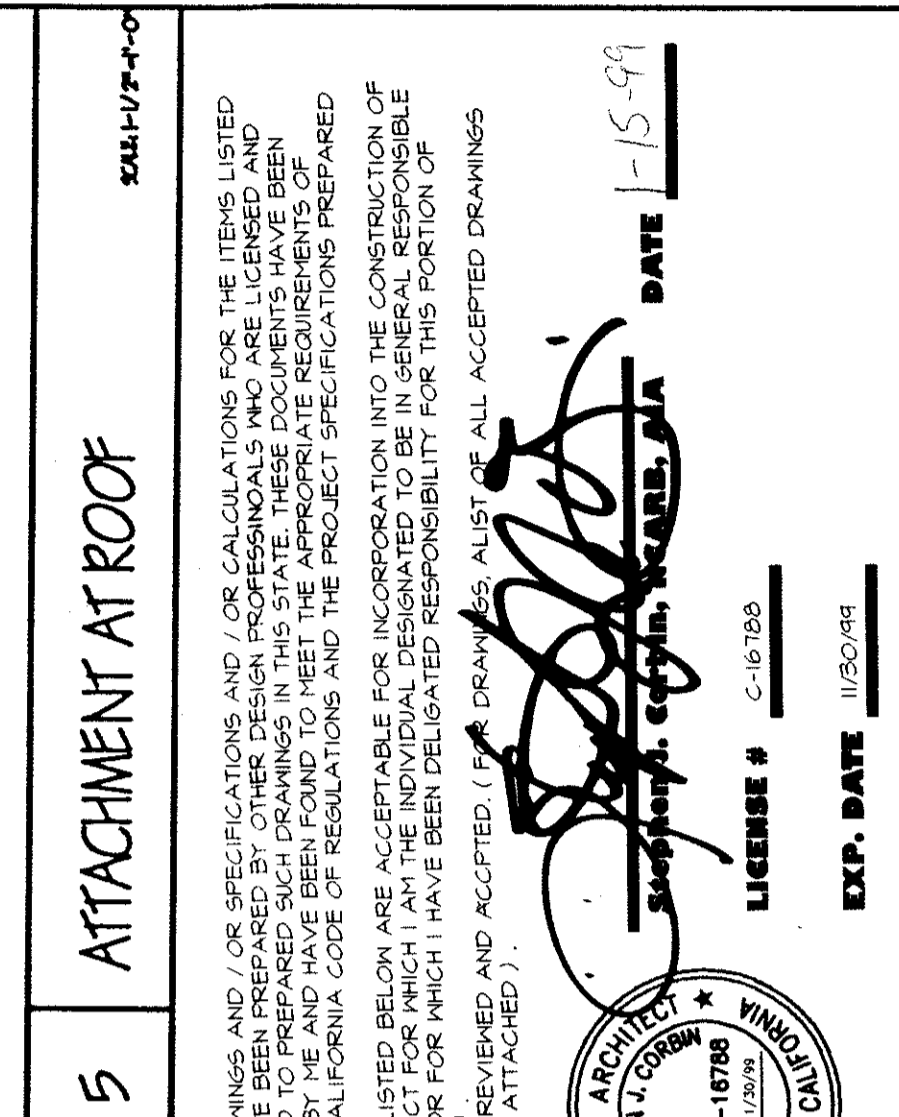 5 ATTACHMENT AT ROOF
NINGS AND / OR SPECIFICATIONS AND / OR CALCULATIONS FOR THE ITEMS LISTED
E BEEN PREPARED BY OTHER DESIGN PROFESSINOALS WHO ARE LICENSED AND
D TO PREPARED SUCH DRAWINGS IN THIS STATE. THESE DOCUMENTS HAVE BEEN
BY ME AND HAVE BEEN FOUND TO MEET THE APPROPRIATE REQUIREMENTS OF
ALIFORNIA CODE OF REGULATIONS AND THE PROJECT SPECIFICATIONS PREPARED
ISTED BELOW ARE ACCEPTABLE FOR INCORPORATION INTO THE CONSTRUCTION OF
CT FOR WHICH I AM THE INDIVIDUAL DESIGNATED TO BE IN GENERAL RESPONSIBLE
OR FOR WHICH I HAVE BEEN DELIGATED RESPONSIBILITY FOR THIS PORTION OF
REVIEWED AND ACCPTED. ( FOR DRAWINGS, ALIST OF ALL ACCEPTED DRAWINGS
ATTACHED ).
Stephen J. Corbin, NCARB, AIA DATE 1-15-99
LICENSE # C-16788
EXP. DATE 11/30/99
ARCHITECT
J. CORBIN
-16788
1/30/99
CALIFORNIA